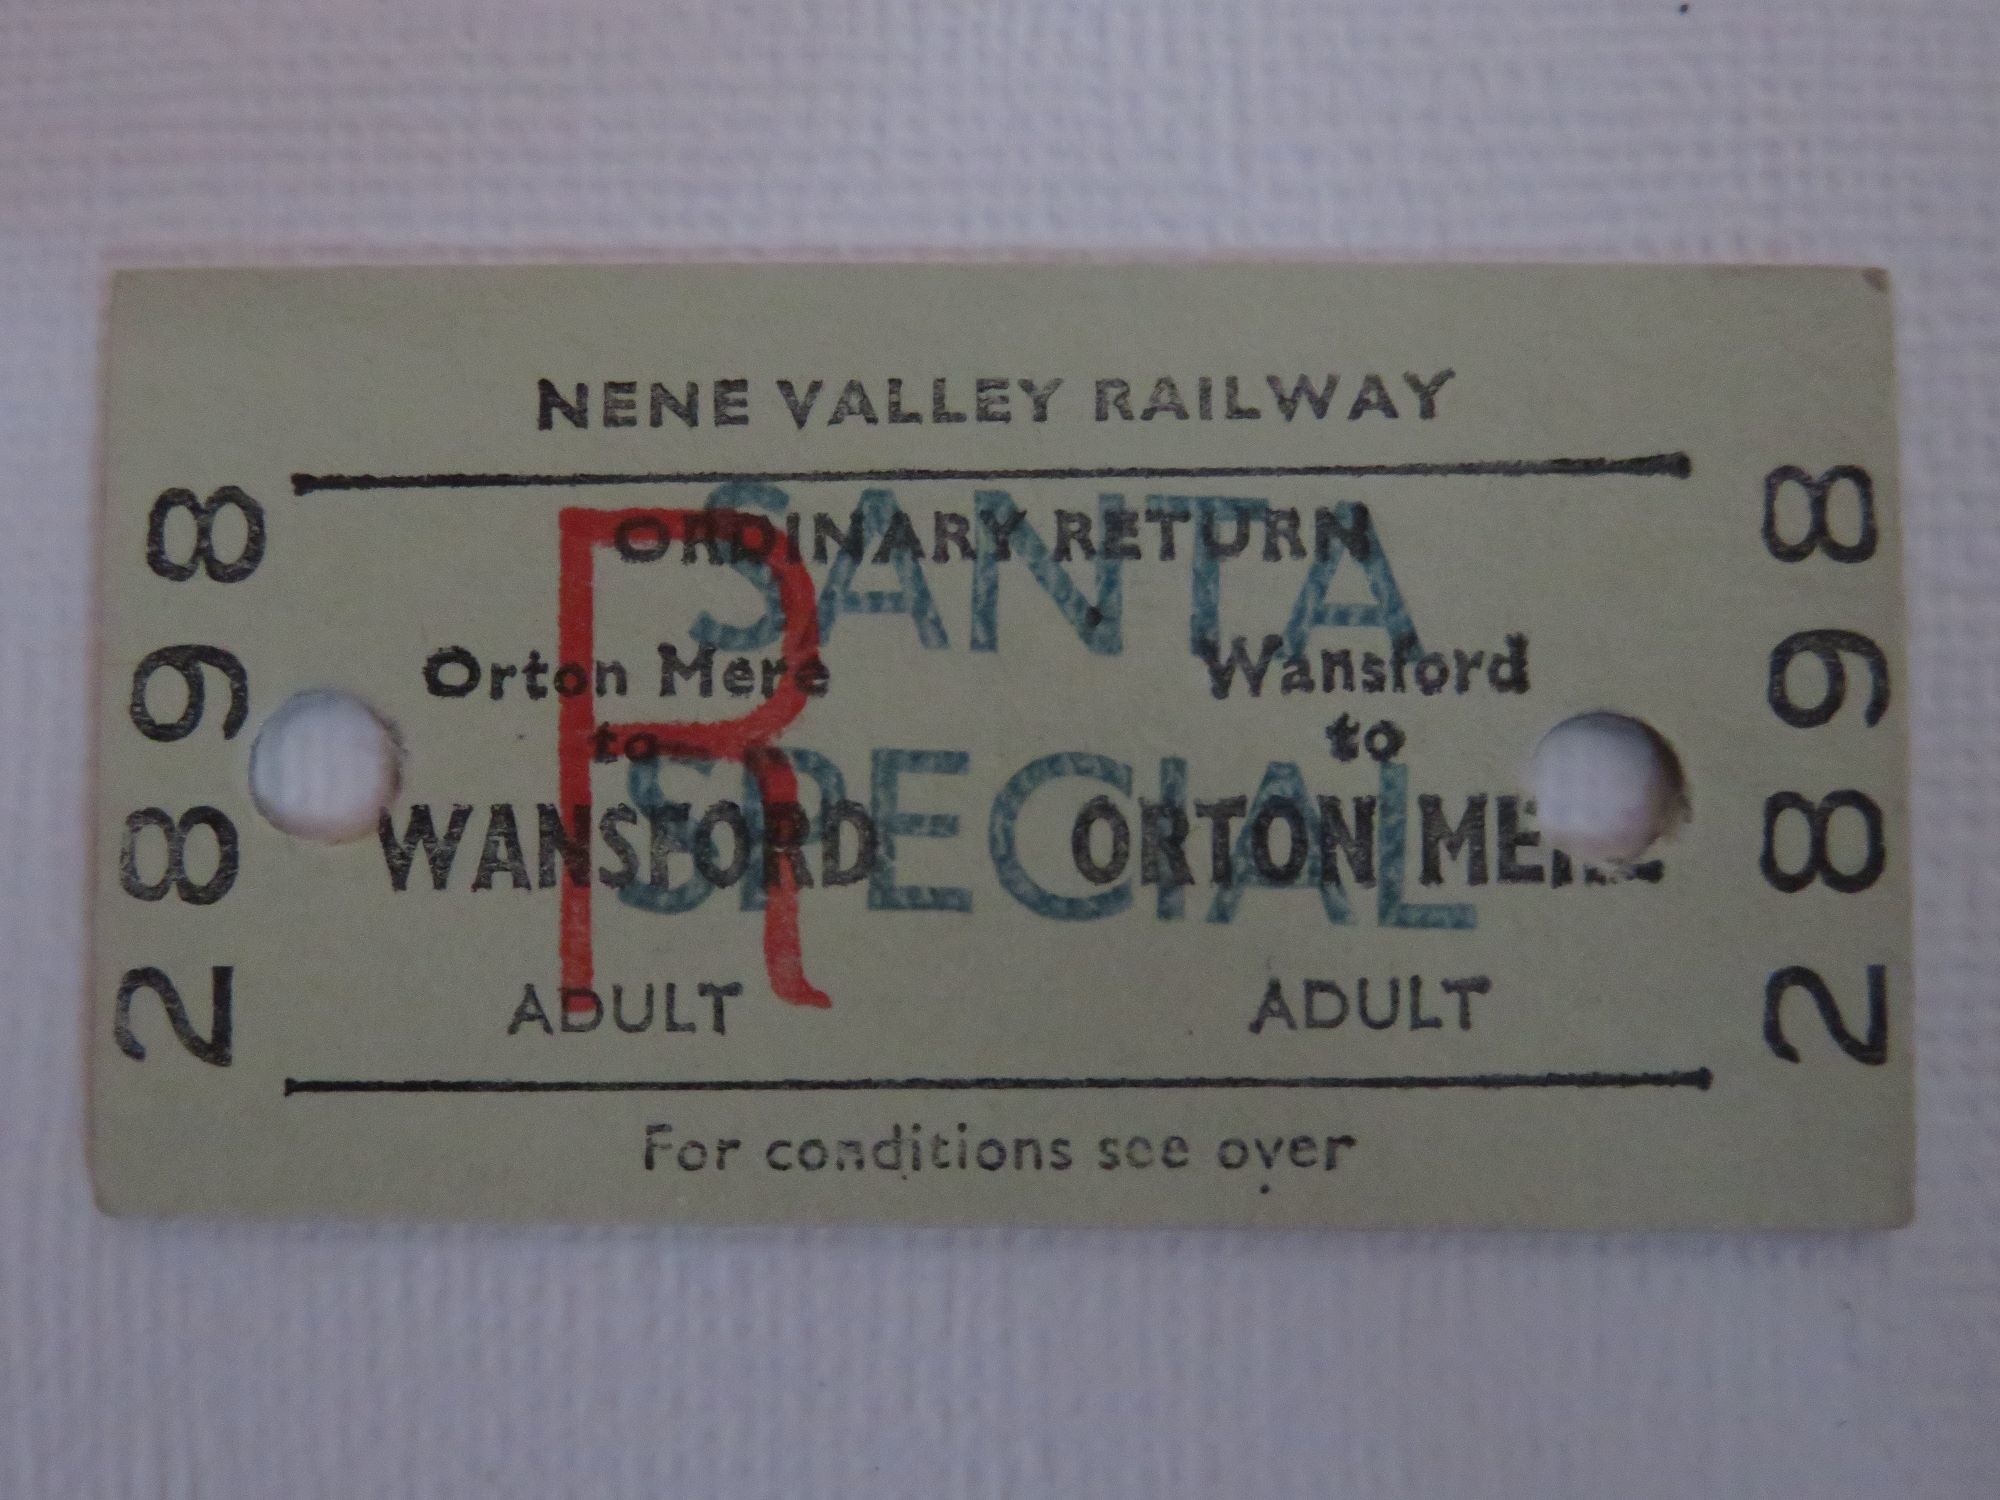 NENE VALLEY RAILWAY
ORDINARY RETURN
SANTA
SPECIAL
R
Orton Mere
to
WANSFORD
ADULT
Wansford
to
ORTON MERE
ADULT
For conditions see over
2898
2898